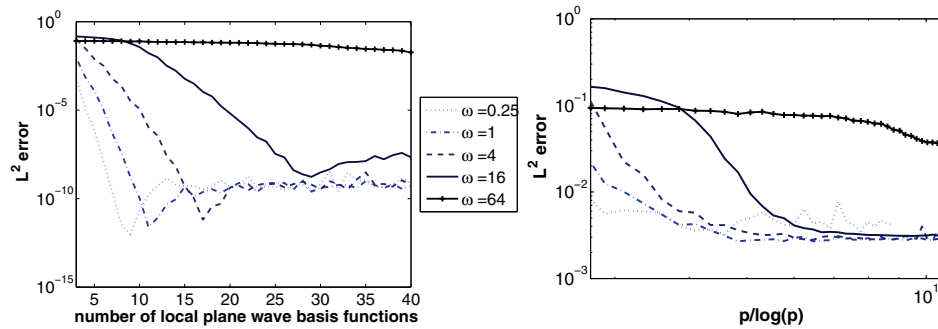 10^0
10^-5
10^-10
10^-15
L^2 error
5 10 15 20 25 30 35 40
number of local plane wave basis functions
ω =0.25
ω =1
ω =4
ω =16
ω =64
10^0
10^-1
10^-2
10^-3
L^2 error
10^1
p/log(p)